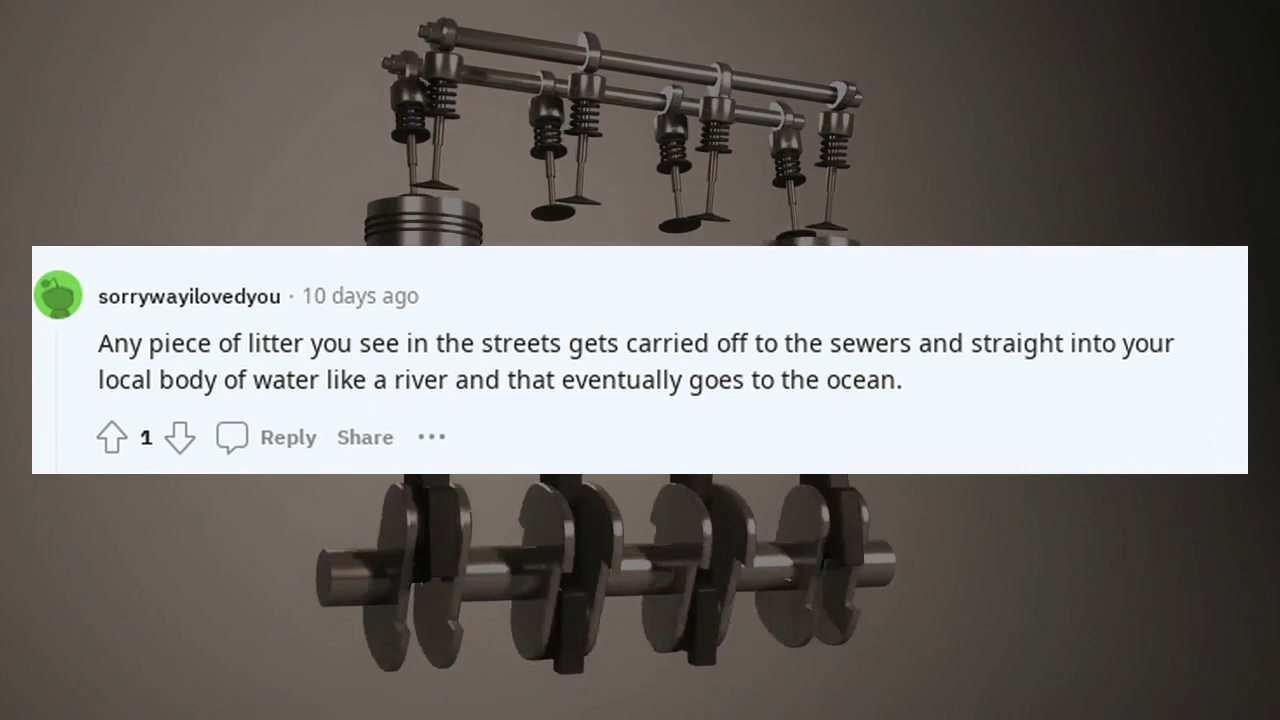 sorrywayilovedyou · 10 days ago
Any piece of litter you see in the streets gets carried off to the sewers and straight into your
local body of water like a river and that eventually goes to the ocean.
1 Reply Share •••